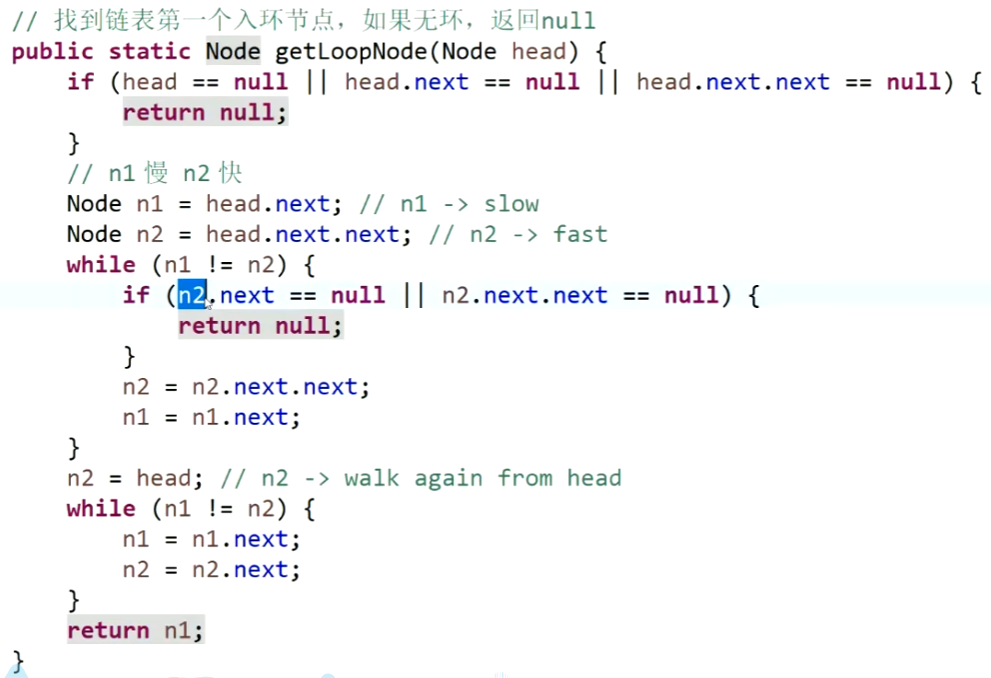 // 找到链表第一个入环节点，如果无环，返回null
public static Node getLoopNode(Node head) {
    if (head == null || head.next == null || head.next.next == null) {
        return null;
    }
    // n1 慢 n2 快
    Node n1 = head.next; // n1 -> slow
    Node n2 = head.next.next; // n2 -> fast
    while (n1 != n2) {
        if (n2.next == null || n2.next.next == null) {
            return null;
        }
        n2 = n2.next.next;
        n1 = n1.next;
    }
    n2 = head; // n2 -> walk again from head
    while (n1 != n2) {
        n1 = n1.next;
        n2 = n2.next;
    }
    return n1;
}